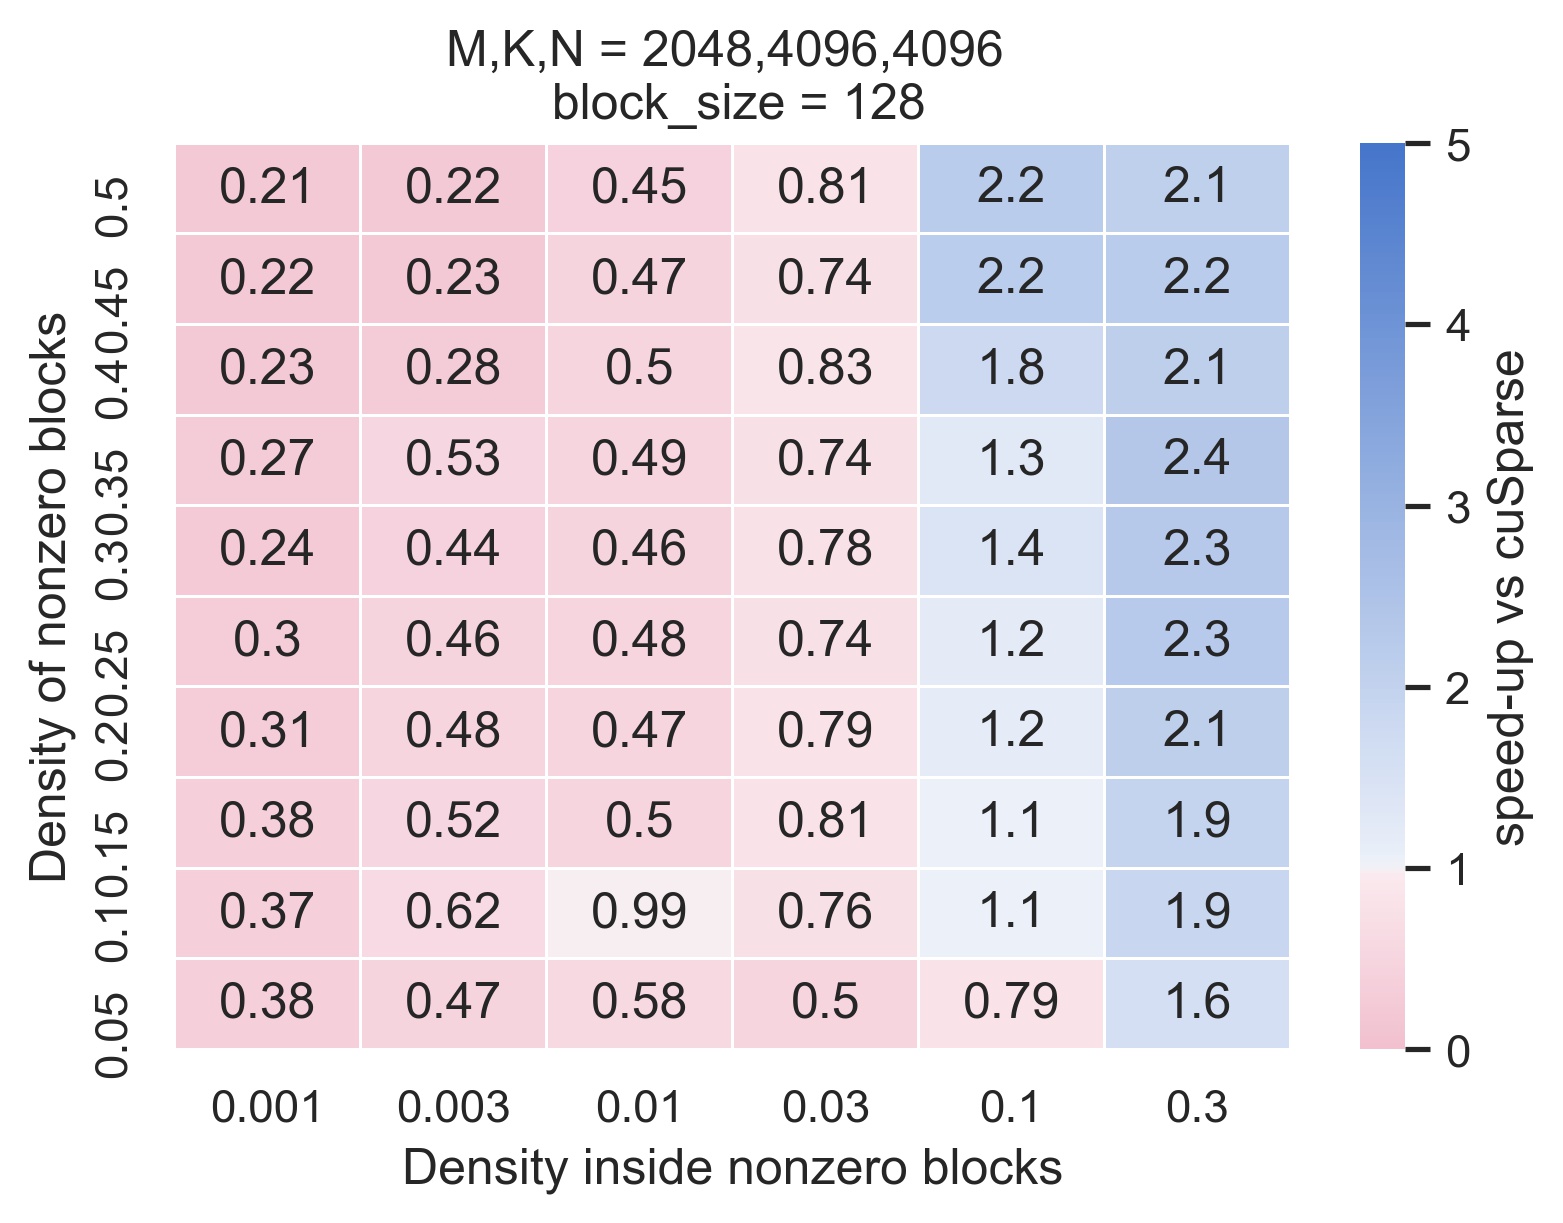 M,K,N = 2048,4096,4096
block_size = 128
Density of nonzero blocks
0.5 0.21 0.22 0.45 0.81 2.2 2.1
0.45 0.22 0.23 0.47 0.74 2.2 2.2
0.4 0.23 0.28 0.5 0.83 1.8 2.1
0.35 0.27 0.53 0.49 0.74 1.3 2.4
0.3 0.24 0.44 0.46 0.78 1.4 2.3
0.25 0.3 0.46 0.48 0.74 1.2 2.3
0.2 0.31 0.48 0.47 0.79 1.2 2.1
0.15 0.38 0.52 0.5 0.81 1.1 1.9
0.1 0.37 0.62 0.99 0.76 1.1 1.9
0.05 0.38 0.47 0.58 0.5 0.79 1.6
0.001 0.003 0.01 0.03 0.1 0.3
Density inside nonzero blocks
5
4
3
2
1
0
speed-up vs cuSparse